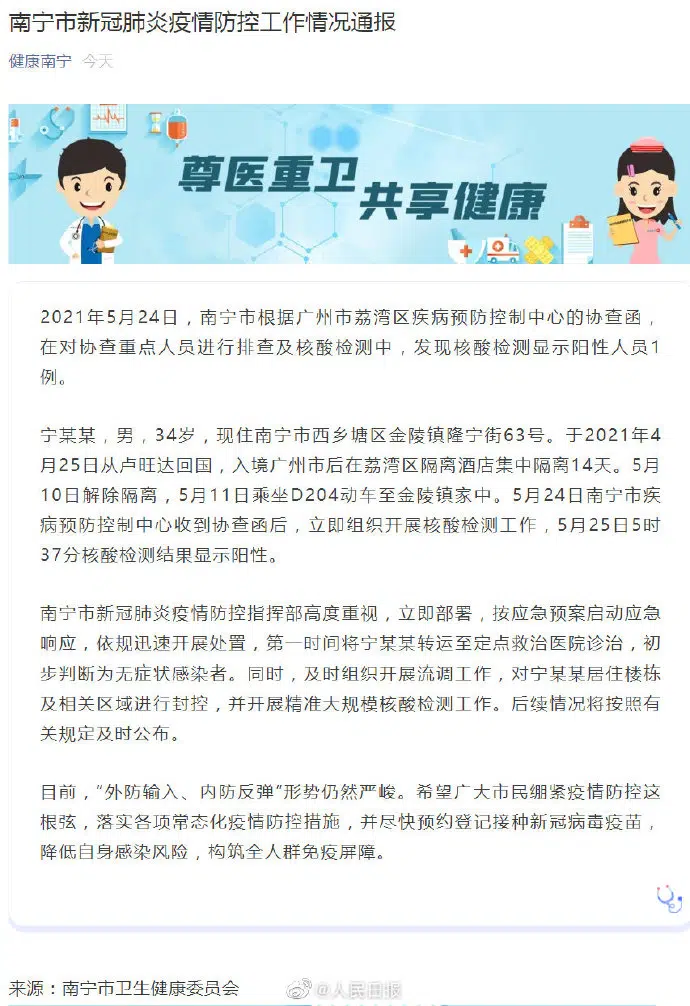 南宁市新冠肺炎疫情防控工作情况通报
健康南宁 今天
尊医重卫
共享健康
2021年5月24日，南宁市根据广州市荔湾区疾病预防控制中心的协查函，
在对协查重点人员进行排查及核酸检测中，发现核酸检测显示阳性人员1
例。
宁某某，男，34岁，现住南宁市西乡塘区金陵镇隆宁街63号。于2021年4
月25日从卢旺达回国，入境广州市后在荔湾区隔离酒店集中隔离14天。5月
10日解除隔离，5月11日乘坐D204动车至金陵镇家中。5月24日南宁市疾
病预防控制中心收到协查函后，立即组织开展核酸检测工作，5月25日5时
37分核酸检测结果显示阳性。
南宁市新冠肺炎疫情防控指挥部高度重视，立即部署，按应急预案启动应急
响应，依规迅速开展处置，第一时间将宁某某转运至定点救治医院诊治，初
步判断为无症状感染者。同时，及时组织开展流调工作，对宁某某居住楼栋
及相关区域进行封控，并开展精准大规模核酸检测工作。后续情况将按照有
关规定及时公布。
目前，“外防输入、内防反弹”形势仍然严峻。希望广大市民绷紧疫情防控这
根弦，落实各项常态化疫情防控措施，并尽快预约登记接种新冠病毒疫苗，
降低自身感染风险，构筑全人群免疫屏障。
来源：南宁市卫生健康委员会
@人民日报